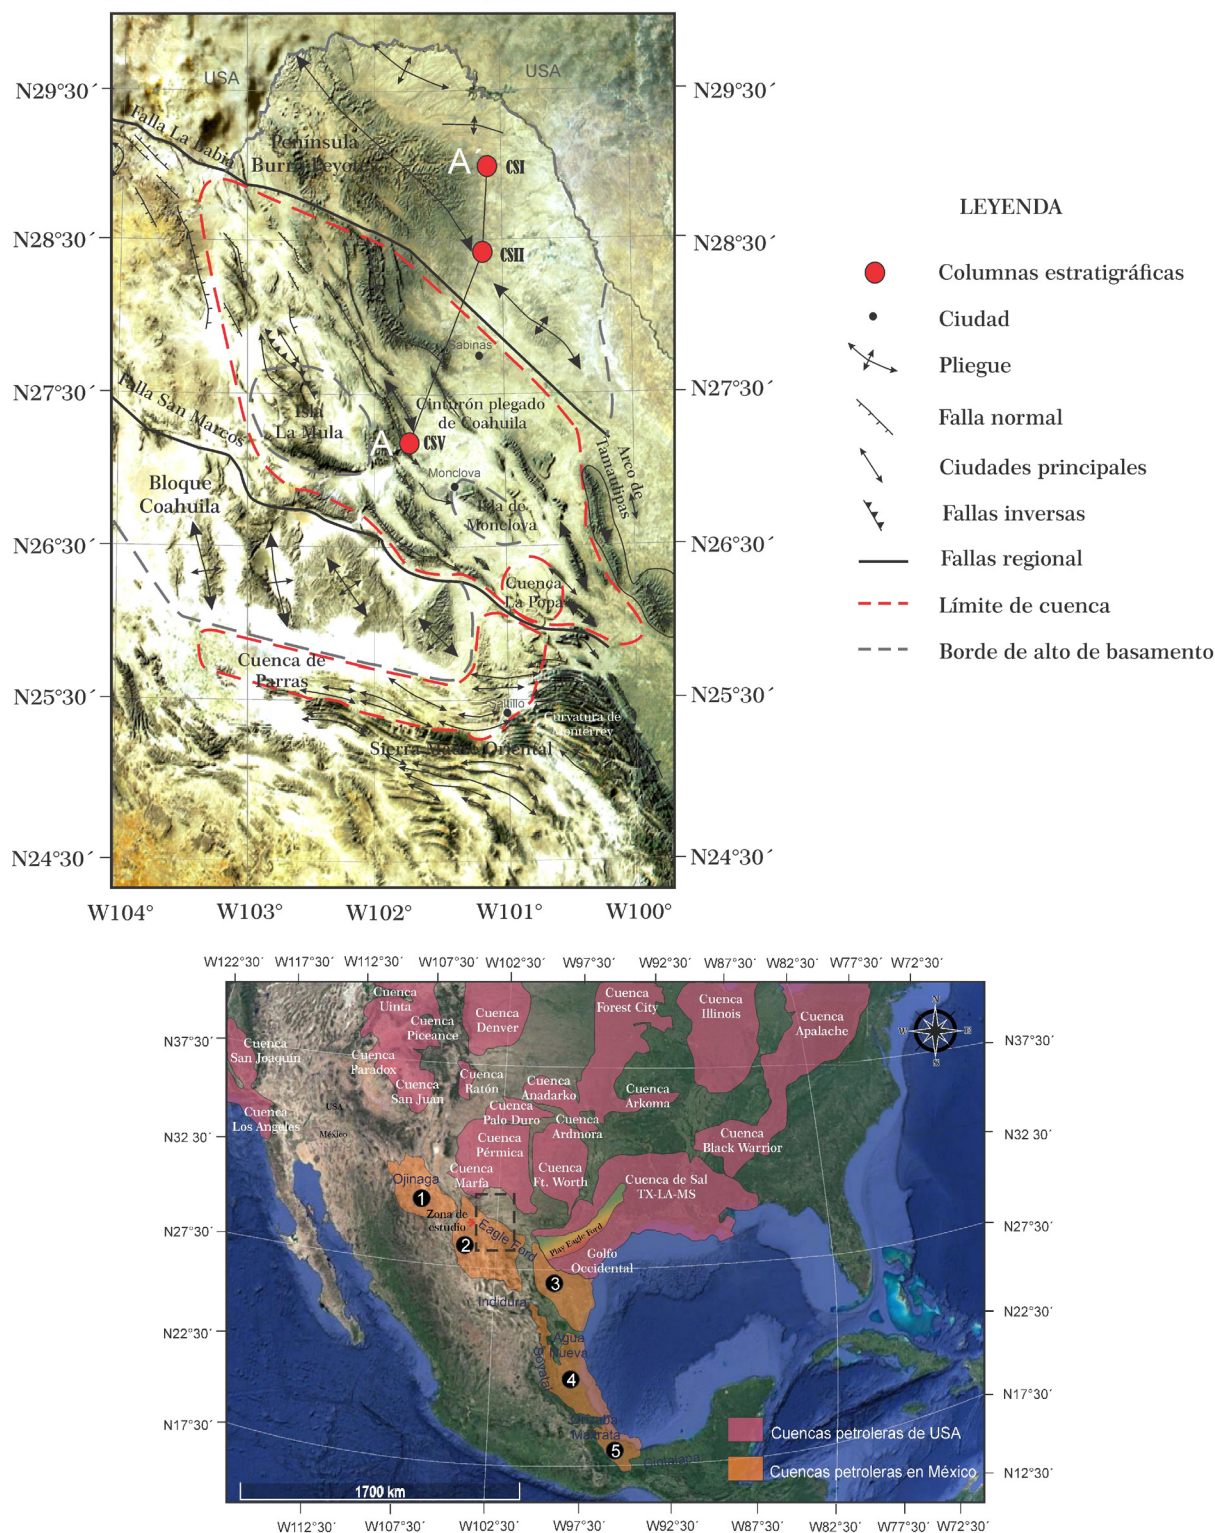 USA
USA
N29°30´
N29°30´
Falla La Babia
Península
Burro-Peyote
A´
CSI
N28°30´
N28°30´
CSII
Sabinas
N27°30´
N27°30´
Falla San Marcos
Isla
La Mula
Cinturón plegado
de Coahuila
A
CSV
Arco de
Tamaulipas
Monclova
Bloque
Coahuila
Isla de
Monclova
N26°30´
N26°30´
Cuenca
La Popa
Cuenca de
Parras
N25°30´
N25°30´
Saltillo
Curvatura de
Monterrey
Sierra Madre Oriental
N24°30´
N24°30´
W104°
W103°
W102°
W101°
W100°
LEYENDA
Columnas estratigráficas
Ciudad
Pliegue
Falla normal
Ciudades principales
Fallas inversas
Fallas regional
Límite de cuenca
Borde de alto de basamento
W122°30´ W117°30´ W112°30´ W107°30´ W102°30´ W97°30´ W92°30´ W87°30´ W82°30´ W77°30´ W72°30´
Cuenca
Uinta
Cuenca
Piceance
Cuenca
Denver
Cuenca
Forest City
Cuenca
Illinois
Cuenca
Apalache
N
W
E
S
N37°30´
N37°30´
Cuenca
San Joaquín
Cuenca
Paradox
Cuenca
San Juan
Cuenca
Ratón
Cuenca
Anadarko
Cuenca
Arkoma
Cuenca
Los Angeles
USA
México
Cuenca
Palo Duro
Cuenca
Ardmora
N32 30´
N32 30´
Cuenca
Pérmica
Cuenca
Black Warrior
Cuenca
Marfa
Cuenca
Ft. Worth
Cuenca de Sal
TX-LA-MS
Ojinaga
1
Zona de
estudio
Eagle Ford
Play Eagle Ford
N27°30´
N27°30´
2
Golfo
Occidental
3
Indidura
N22°30´
N22°30´
Agua
Nueva
Soyatal
4
N17°30´
N17°30´
Maltrata
5
Cuencas petroleras de USA
Cuencas petroleras en México
N12°30´
1700 km
W112°30´ W107°30´ W102°30´ W97°30´ W92°30´ W87°30´ W82°30´ W77°30´ W72°30´